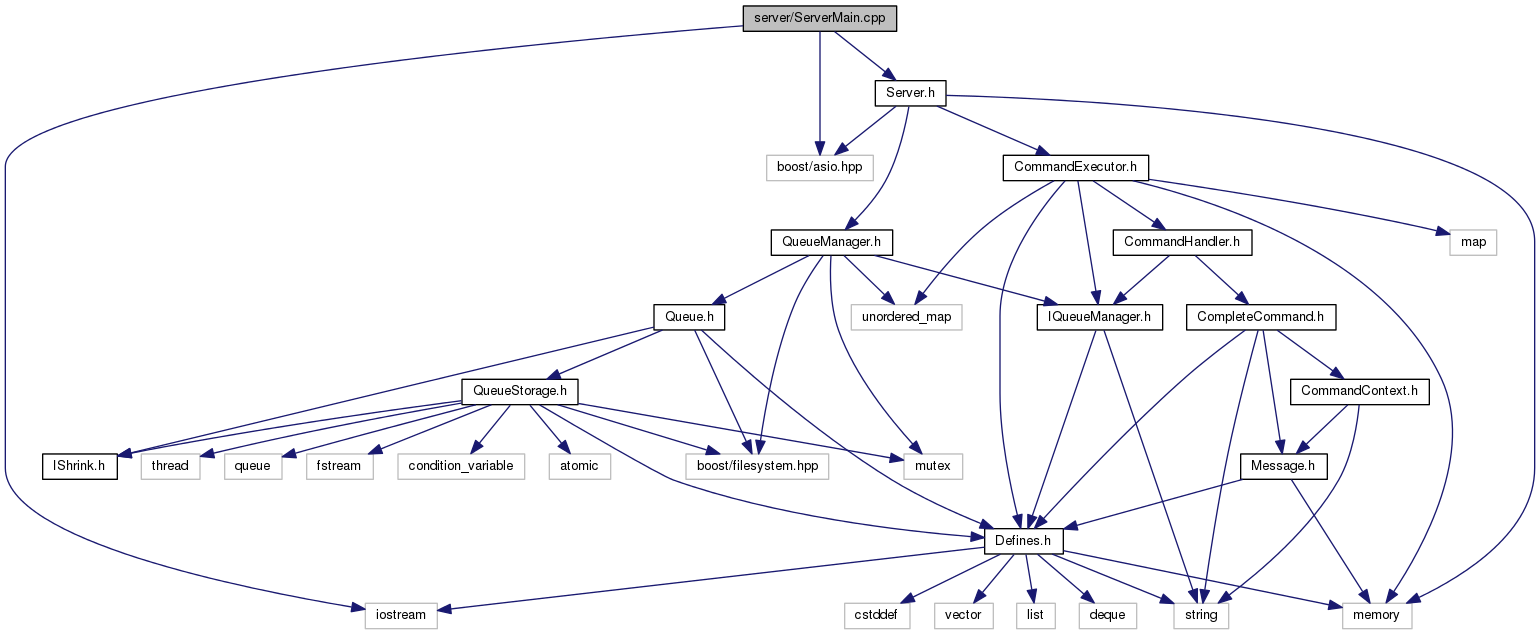 server/ServerMain.cpp
Server.h
boost/asio.hpp
CommandExecutor.h
QueueManager.h
CommandHandler.h
map
Queue.h
unordered_map
IQueueManager.h
CompleteCommand.h
QueueStorage.h
CommandContext.h
IShrink.h
thread
queue
fstream
condition_variable
atomic
boost/filesystem.hpp
mutex
Message.h
Defines.h
iostream
cstddef
vector
list
deque
string
memory